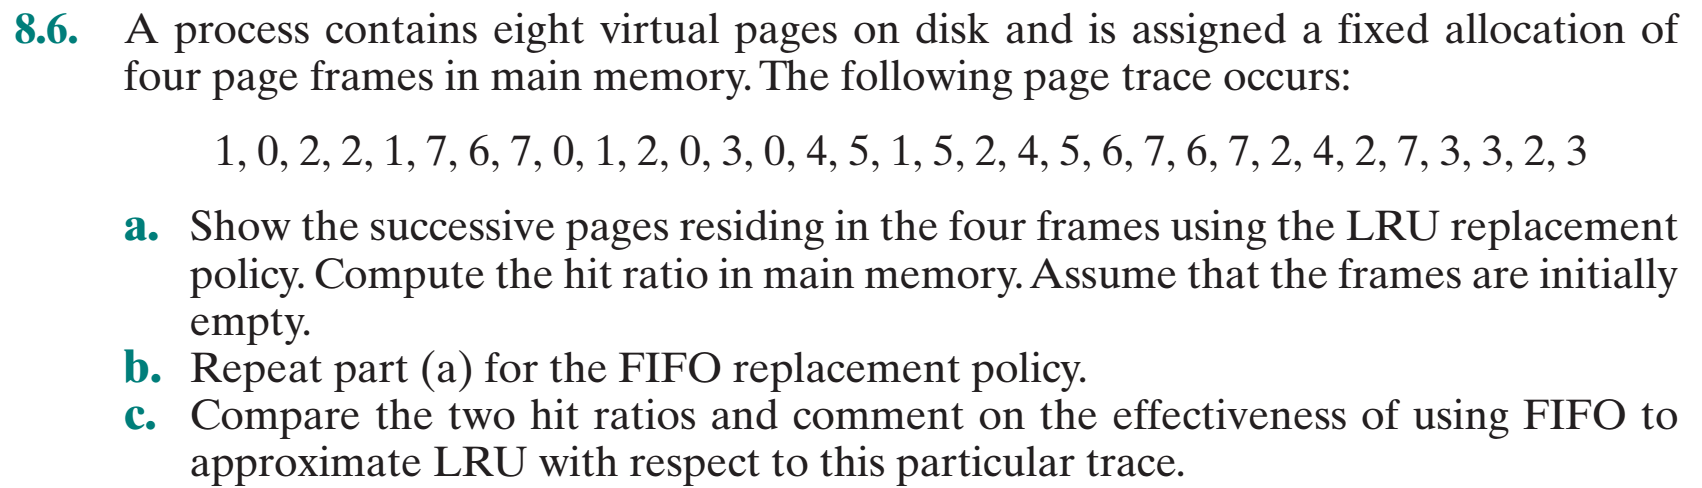 8.6. A process contains eight virtual pages on disk and is assigned a fixed allocation of
four page frames in main memory. The following page trace occurs:
1, 0, 2, 2, 1, 7, 6, 7, 0, 1, 2, 0, 3, 0, 4, 5, 1, 5, 2, 4, 5, 6, 7, 6, 7, 2, 4, 2, 7, 3, 3, 2, 3
a. Show the successive pages residing in the four frames using the LRU replacement
policy. Compute the hit ratio in main memory. Assume that the frames are initially
empty.
b. Repeat part (a) for the FIFO replacement policy.
c. Compare the two hit ratios and comment on the effectiveness of using FIFO to
approximate LRU with respect to this particular trace.